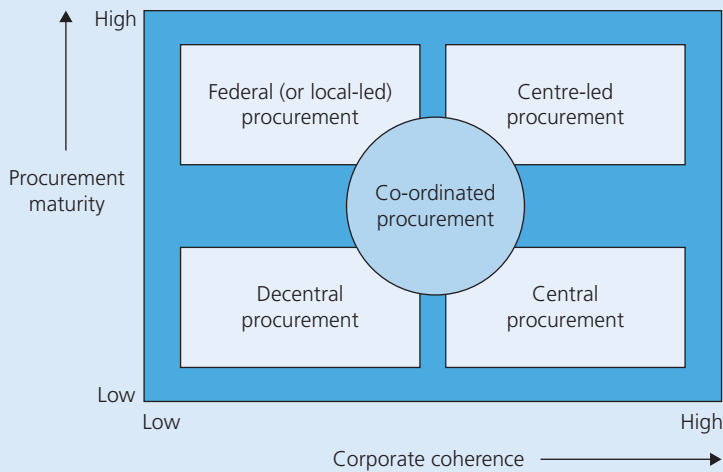 High
Federal (or local-led)
procurement
Centre-led
procurement
Procurement
maturity
Co-ordinated
procurement
Decentral
procurement
Central
procurement
Low
Low
High
Corporate coherence